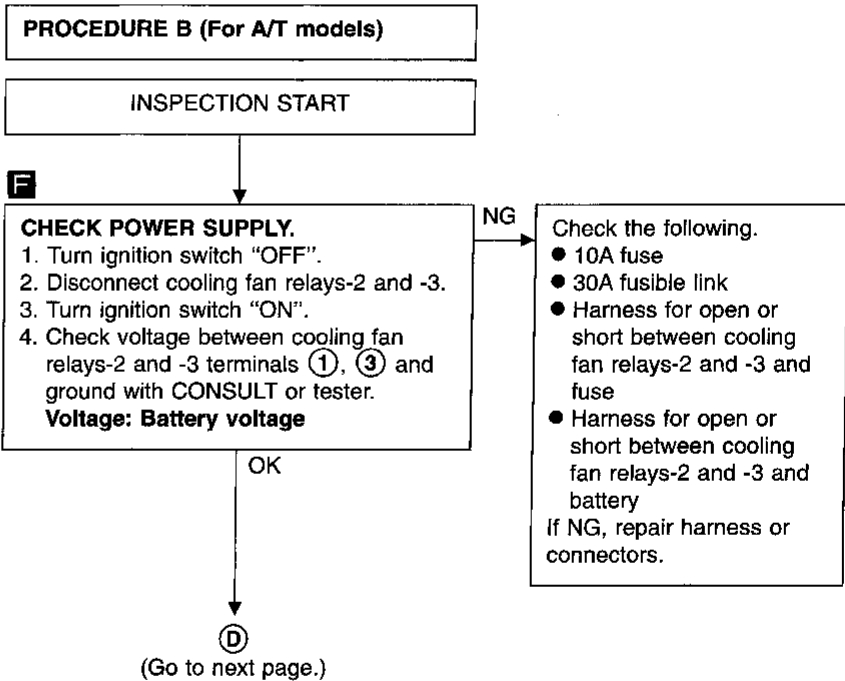 PROCEDURE B (For A/T models)
INSPECTION START
F
CHECK POWER SUPPLY.
1. Turn ignition switch “OFF”.
2. Disconnect cooling fan relays-2 and -3.
3. Turn ignition switch “ON”.
4. Check voltage between cooling fan
relays-2 and -3 terminals ①, ③ and
ground with CONSULT or tester.
Voltage: Battery voltage
NG
Check the following.
● 10A fuse
● 30A fusible link
● Harness for open or
short between cooling
fan relays-2 and -3 and
fuse
● Harness for open or
short between cooling
fan relays-2 and -3 and
battery
If NG, repair harness or
connectors.
OK
Ⓓ
(Go to next page.)